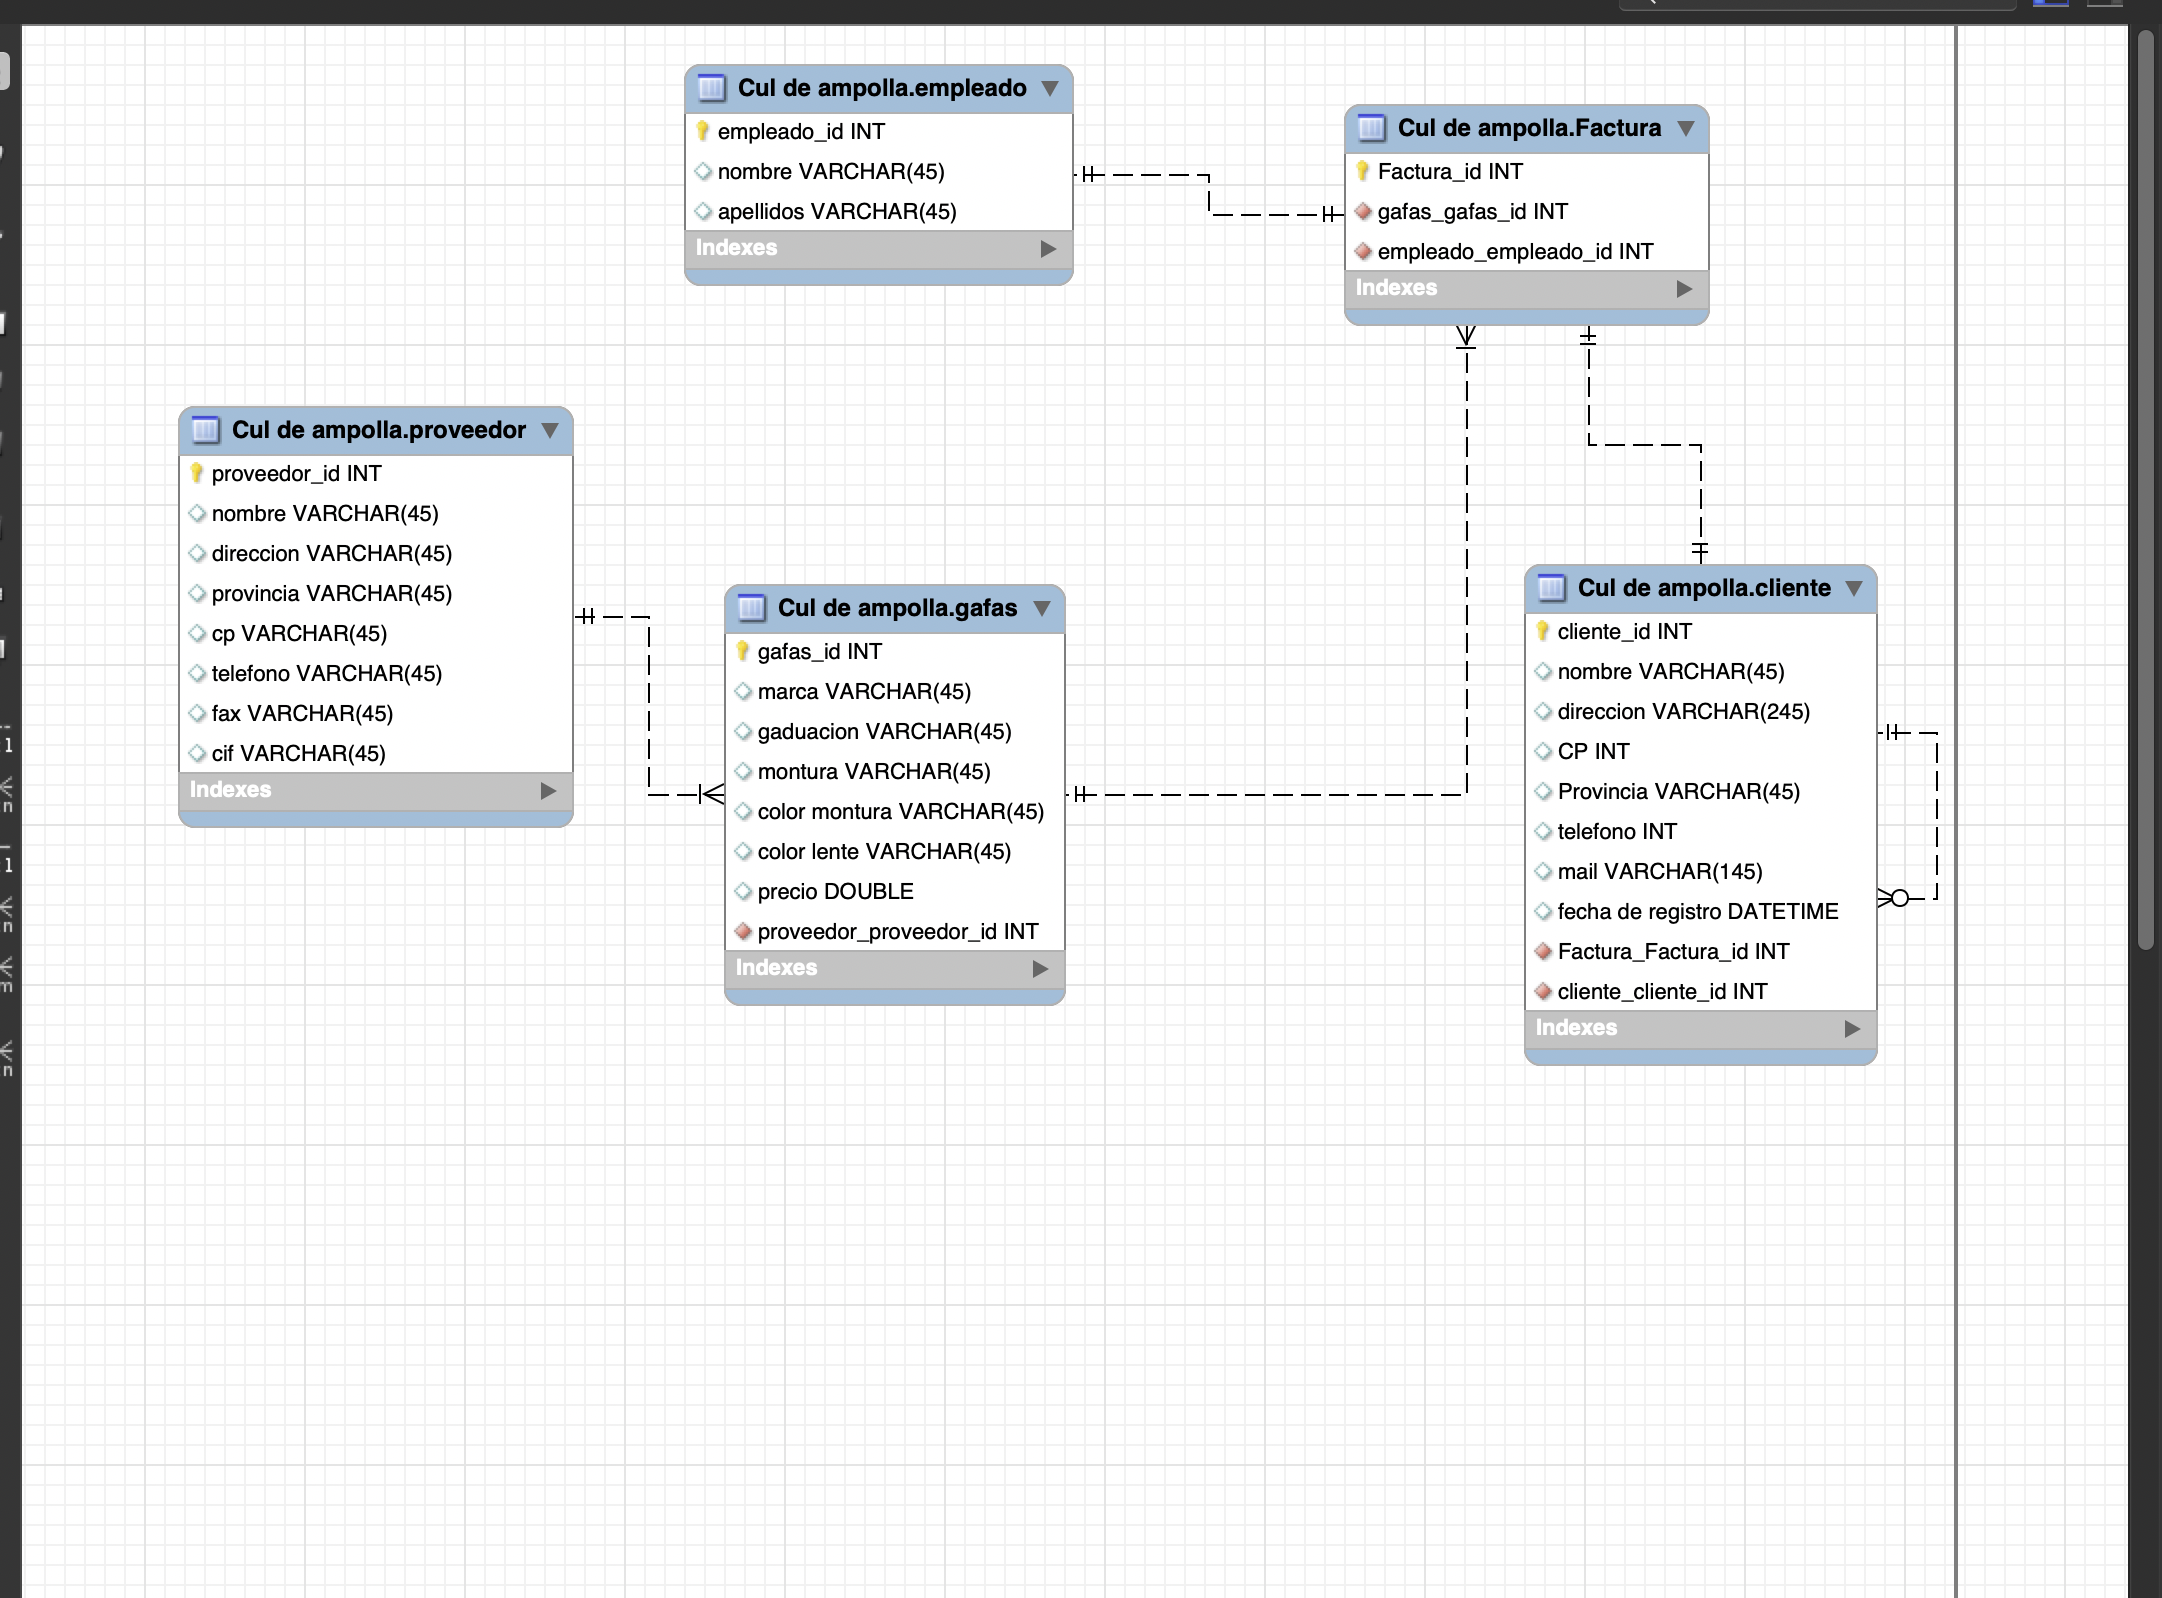 Cul de ampolla.empleado
empleado_id INT
nombre VARCHAR(45)
apellidos VARCHAR(45)
Indexes
Cul de ampolla.Factura
Factura_id INT
gafas_gafas_id INT
empleado_empleado_id INT
Indexes
Cul de ampolla.proveedor
proveedor_id INT
nombre VARCHAR(45)
direccion VARCHAR(45)
provincia VARCHAR(45)
cp VARCHAR(45)
telefono VARCHAR(45)
fax VARCHAR(45)
cif VARCHAR(45)
Indexes
Cul de ampolla.gafas
gafas_id INT
marca VARCHAR(45)
gaduacion VARCHAR(45)
montura VARCHAR(45)
color montura VARCHAR(45)
color lente VARCHAR(45)
precio DOUBLE
proveedor_proveedor_id INT
Indexes
Cul de ampolla.cliente
cliente_id INT
nombre VARCHAR(45)
direccion VARCHAR(245)
CP INT
Provincia VARCHAR(45)
telefono INT
mail VARCHAR(145)
fecha de registro DATETIME
Factura_Factura_id INT
cliente_cliente_id INT
Indexes